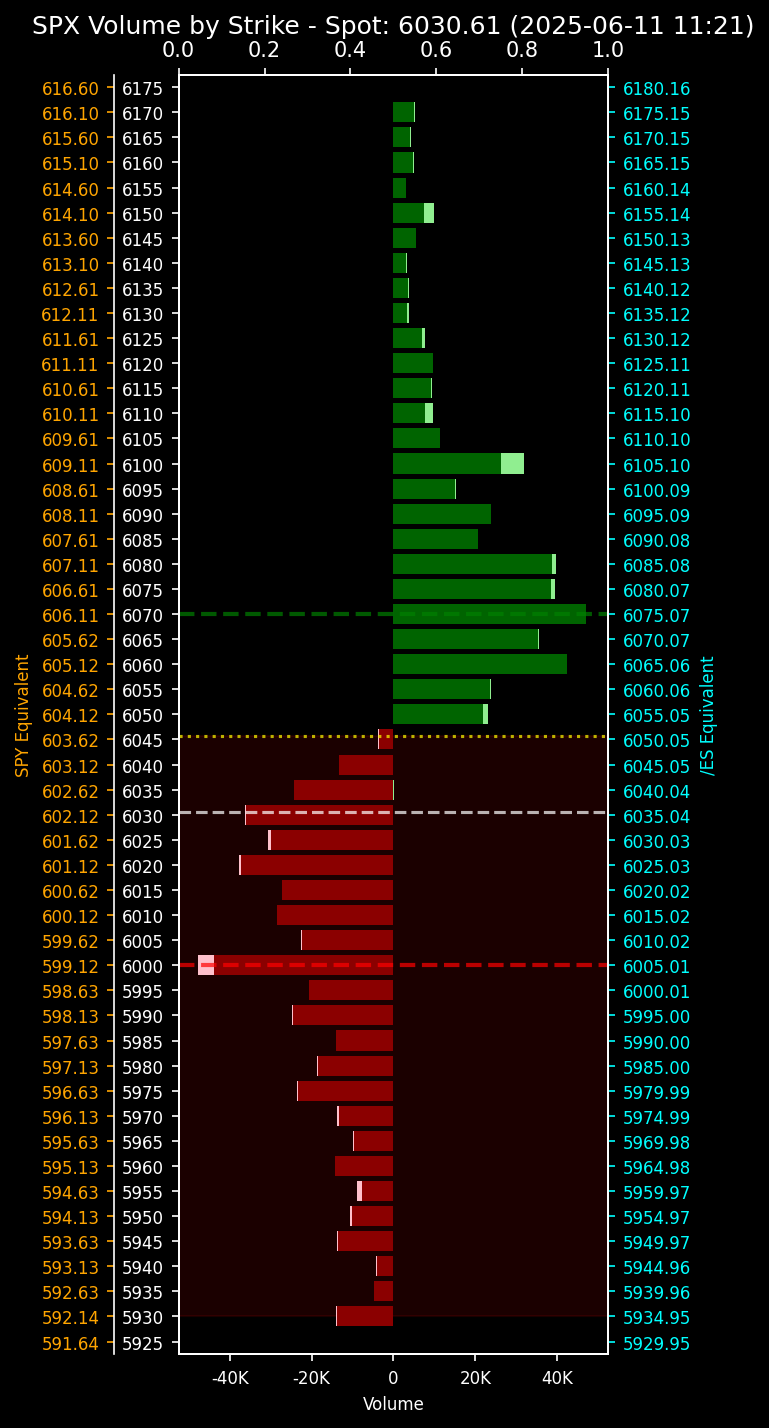 SPX Volume by Strike - Spot: 6030.61 (2025-06-11 11:21)
0.0 0.2 0.4 0.6 0.8 1.0
616.60 6175 6180.16
616.10 6170 6175.15
615.60 6165 6170.15
615.10 6160 6165.15
614.60 6155 6160.14
614.10 6150 6155.14
613.60 6145 6150.13
613.10 6140 6145.13
612.61 6135 6140.12
612.11 6130 6135.12
611.61 6125 6130.12
611.11 6120 6125.11
610.61 6115 6120.11
610.11 6110 6115.10
609.61 6105 6110.10
609.11 6100 6105.10
608.61 6095 6100.09
608.11 6090 6095.09
607.61 6085 6090.08
607.11 6080 6085.08
606.61 6075 6080.07
606.11 6070 6075.07
605.62 6065 6070.07
605.12 6060 6065.06
604.62 6055 6060.06
604.12 6050 6055.05
603.62 6045 6050.05
603.12 6040 6045.05
602.62 6035 6040.04
602.12 6030 6035.04
601.62 6025 6030.03
601.12 6020 6025.03
600.62 6015 6020.02
600.12 6010 6015.02
599.62 6005 6010.02
599.12 6000 6005.01
598.63 5995 6000.01
598.13 5990 5995.00
597.63 5985 5990.00
597.13 5980 5985.00
596.63 5975 5979.99
596.13 5970 5974.99
595.63 5965 5969.98
595.13 5960 5964.98
594.63 5955 5959.97
594.13 5950 5954.97
593.63 5945 5949.97
593.13 5940 5944.96
592.63 5935 5939.96
592.14 5930 5934.95
591.64 5925 5929.95
SPY Equivalent
/ES Equivalent
-40K -20K 0 20K 40K
Volume